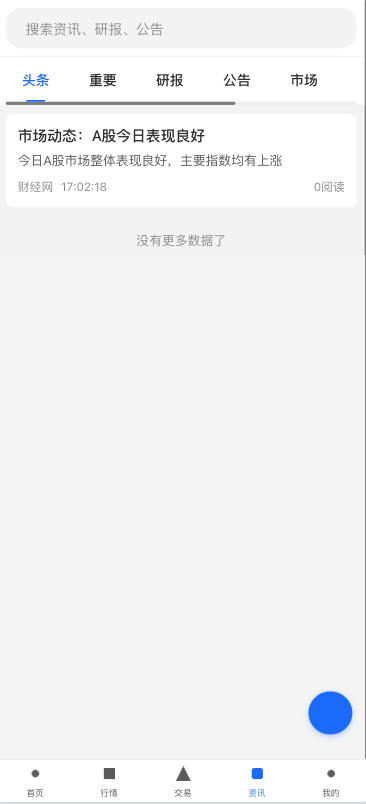 搜索资讯、研报、公告
头条 重要 研报 公告 市场
市场动态：A股今日表现良好
今日A股市场整体表现良好，主要指数均有上涨
财经网 17:02:18 0阅读
没有更多数据了
首页 行情 交易 资讯 我的